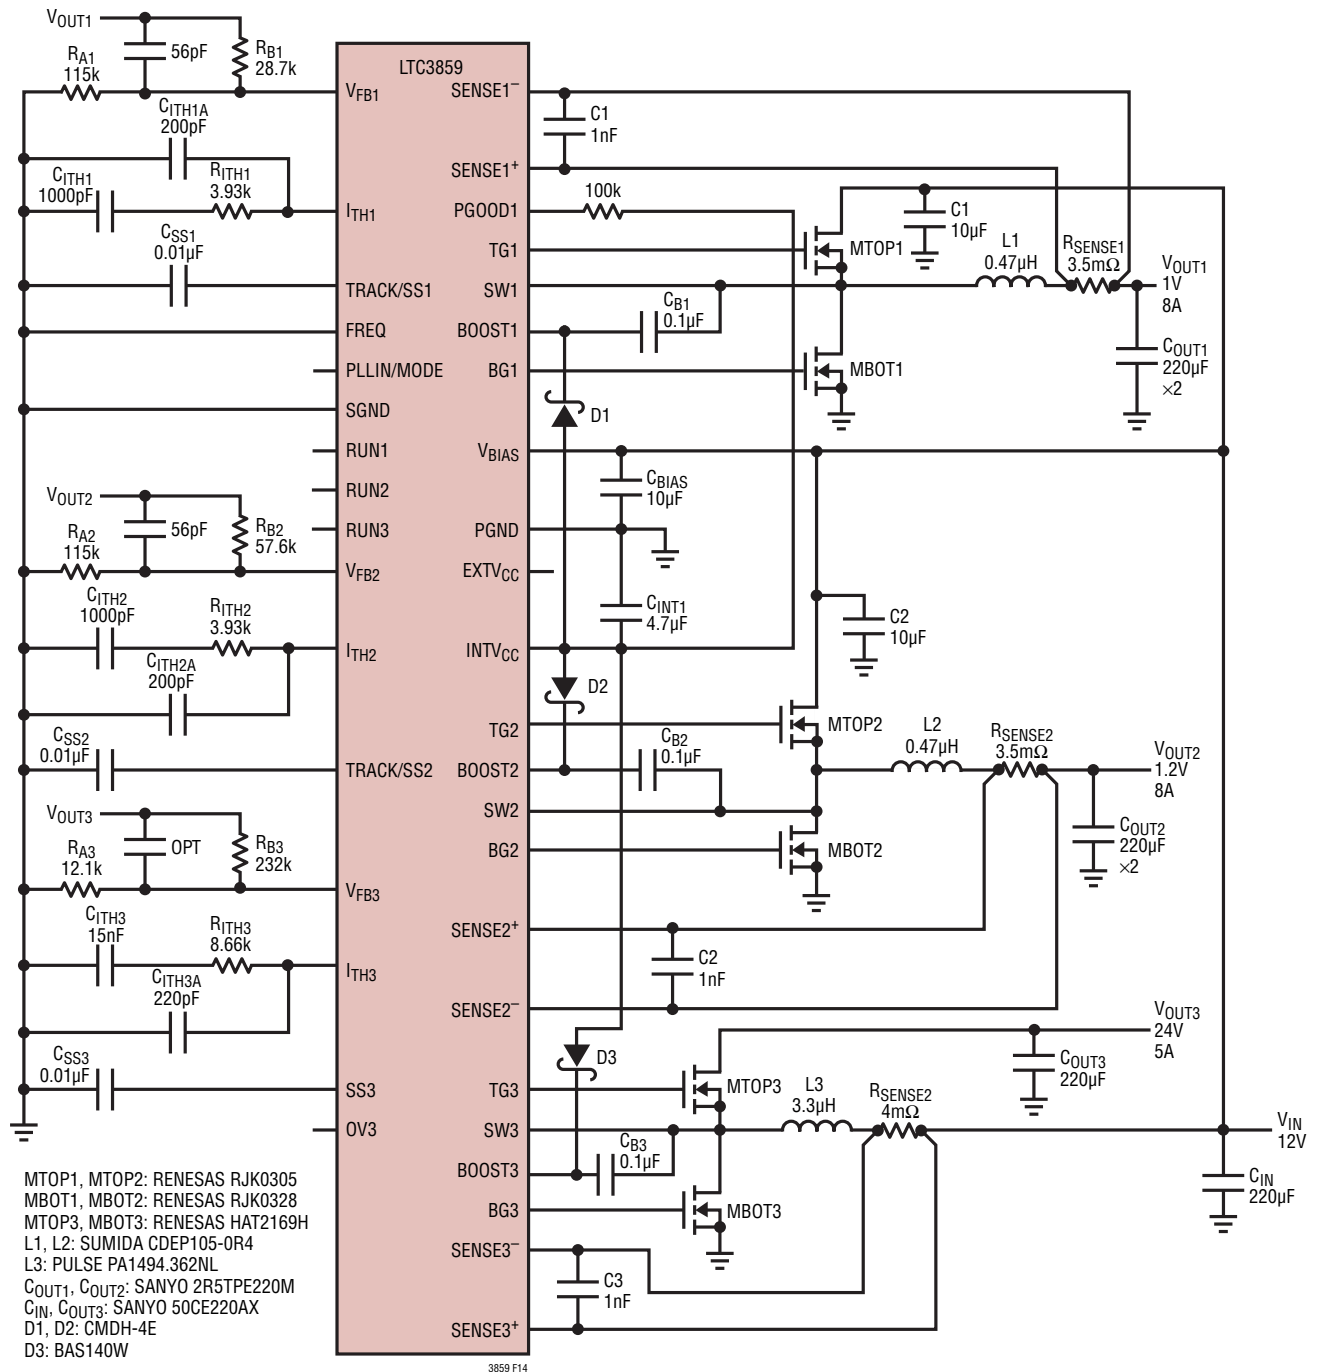 VOUT1
RA1
115k
56pF
RB1
28.7k
CITH1A
200pF
CITH1
1000pF
RITH1
3.93k
CSS1
0.01µF
VOUT2
RA2
115k
56pF
RB2
57.6k
CITH2
1000pF
RITH2
3.93k
CITH2A
200pF
CSS2
0.01µF
VOUT3
RA3
12.1k
OPT
RB3
232k
CITH3
15nF
RITH3
8.66k
CITH3A
220pF
CSS3
0.01µF
LTC3859
VFB1
ITH1
TRACK/SS1
FREQ
PLLIN/MODE
SGND
RUN1
RUN2
RUN3
VFB2
ITH2
TRACK/SS2
VFB3
ITH3
SS3
OV3
SENSE1–
SENSE1+
PGOOD1
TG1
SW1
BOOST1
BG1
VBIAS
PGND
EXTVCC
INTVCC
TG2
BOOST2
SW2
BG2
SENSE2+
SENSE2–
TG3
SW3
BOOST3
BG3
SENSE3–
SENSE3+
C1
1nF
100k
C1
10µF
MTOP1
L1
0.47µH
RSENSE1
3.5mΩ
VOUT1
1V
8A
CB1
0.1µF
COUT1
220µF
×2
MBOT1
D1
CBIAS
10µF
CINT1
4.7µF
C2
10µF
D2
MTOP2
L2
0.47µH
RSENSE2
3.5mΩ
VOUT2
1.2V
8A
CB2
0.1µF
COUT2
220µF
×2
MBOT2
C2
1nF
VOUT3
24V
5A
COUT3
220µF
D3
MTOP3
L3
3.3µH
RSENSE2
4mΩ
VIN
12V
CB3
0.1µF
CIN
220µF
MBOT3
C3
1nF
MTOP1, MTOP2: RENESAS RJK0305
MBOT1, MBOT2: RENESAS RJK0328
MTOP3, MBOT3: RENESAS HAT2169H
L1, L2: SUMIDA CDEP105-0R4
L3: PULSE PA1494.362NL
COUT1, COUT2: SANYO 2R5TPE220M
CIN, COUT3: SANYO 50CE220AX
D1, D2: CMDH-4E
D3: BAS140W
3859 F14